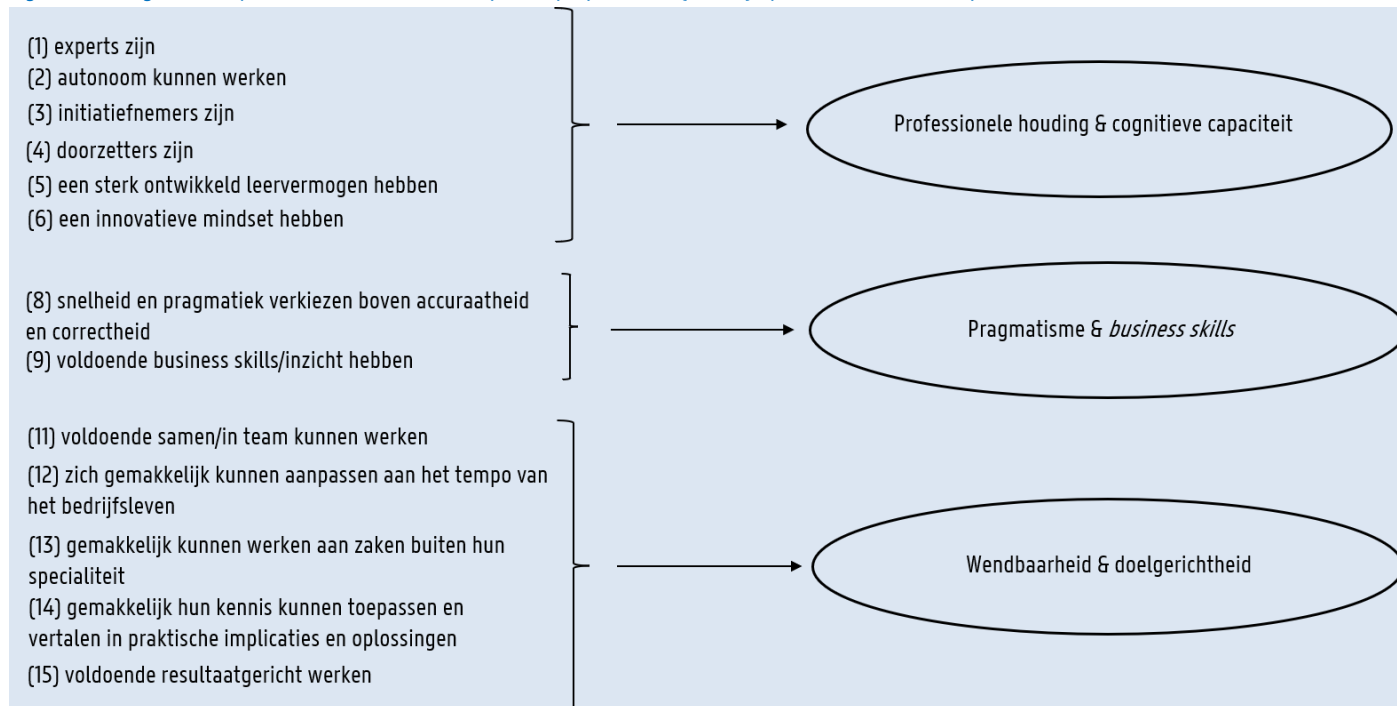 (1) experts zijn
(2) autonoom kunnen werken
(3) initiatiefnemers zijn
(4) doorzetters zijn
(5) een sterk ontwikkeld leervermogen hebben
(6) een innovatieve mindset hebben
Professionele houding & cognitieve capaciteit
(8) snelheid en pragmatiek verkiezen boven accuraatheid
en correctheid
(9) voldoende business skills/inzicht hebben
Pragmatisme & business skills
(11) voldoende samen/in team kunnen werken
(12) zich gemakkelijk kunnen aanpassen aan het tempo van
het bedrijfsleven
(13) gemakkelijk kunnen werken aan zaken buiten hun
specialiteit
(14) gemakkelijk hun kennis kunnen toepassen en
vertalen in praktische implicaties en oplossingen
(15) voldoende resultaatgericht werken
Wendbaarheid & doelgerichtheid